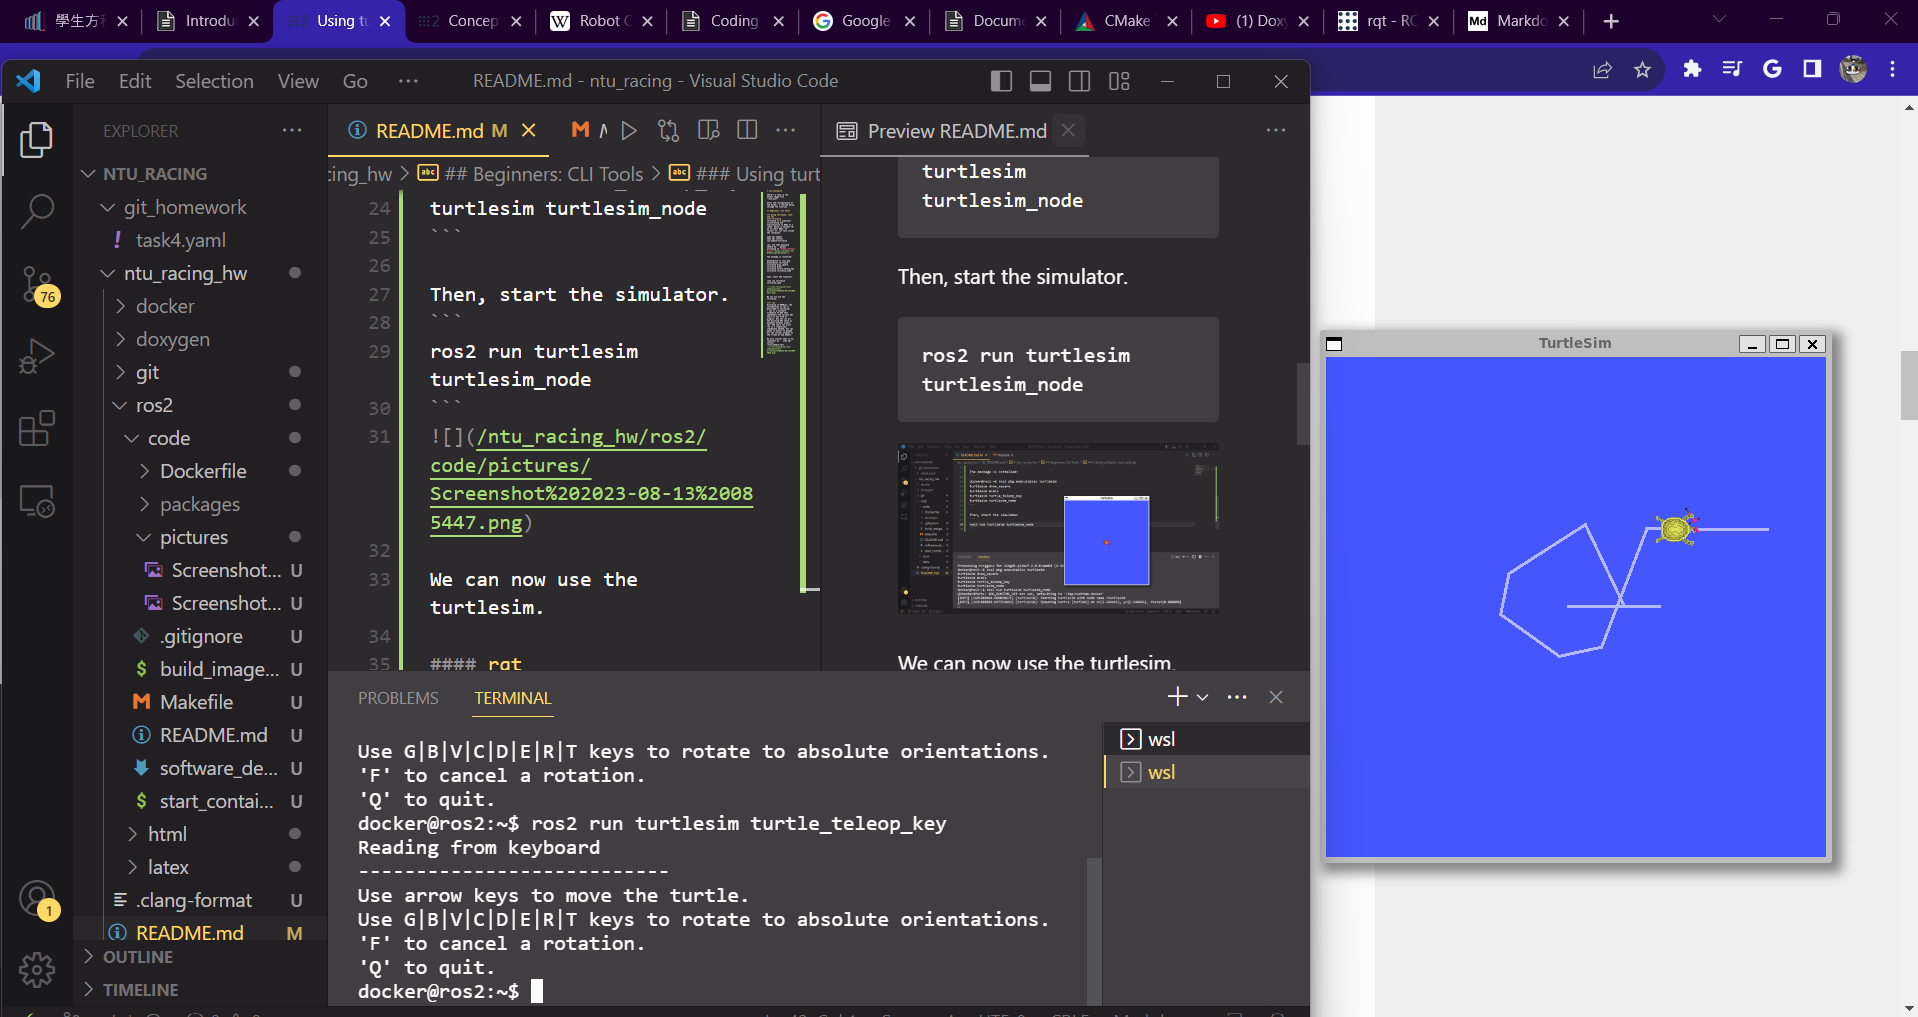 學生方
Introdu
Using tu
Concep
Robot
Coding
Google
Docum
CMake
(1) Dox
rqt - RO
Markdo
File Edit Selection View Go
README.md - ntu_racing - Visual Studio Code
EXPLORER
NTU_RACING
git_homework
task4.yaml
ntu_racing_hw
docker
doxygen
git
ros2
code
Dockerfile
packages
pictures
Screenshot... U
Screenshot... U
.gitignore U
build_image... U
Makefile U
README.md U
software_de... U
start_contai... U
html
latex
.clang-format U
README.md M
OUTLINE
TIMELINE
76
1
README.md M
cing_hw > ## Beginners: CLI Tools > ### Using turt
24 turtlesim turtlesim_node
25 ```
26
27 Then, start the simulator.
28 ```
29 ros2 run turtlesim
turtlesim_node
30 ```
31 ![](/ntu_racing_hw/ros2/
code/pictures/
Screenshot%202023-08-13%2008
5447.png)
32
33 We can now use the
turtlesim.
34
35 #### rqt
Preview README.md
turtlesim
turtlesim_node
Then, start the simulator.
ros2 run turtlesim
turtlesim_node
We can now use the turtlesim.
PROBLEMS TERMINAL
Use G|B|V|C|D|E|R|T keys to rotate to absolute orientations.
'F' to cancel a rotation.
'Q' to quit.
docker@ros2:~$ ros2 run turtlesim turtle_teleop_key
Reading from keyboard
---------------------------
Use arrow keys to move the turtle.
Use G|B|V|C|D|E|R|T keys to rotate to absolute orientations.
'F' to cancel a rotation.
'Q' to quit.
docker@ros2:~$
wsl
wsl
TurtleSim